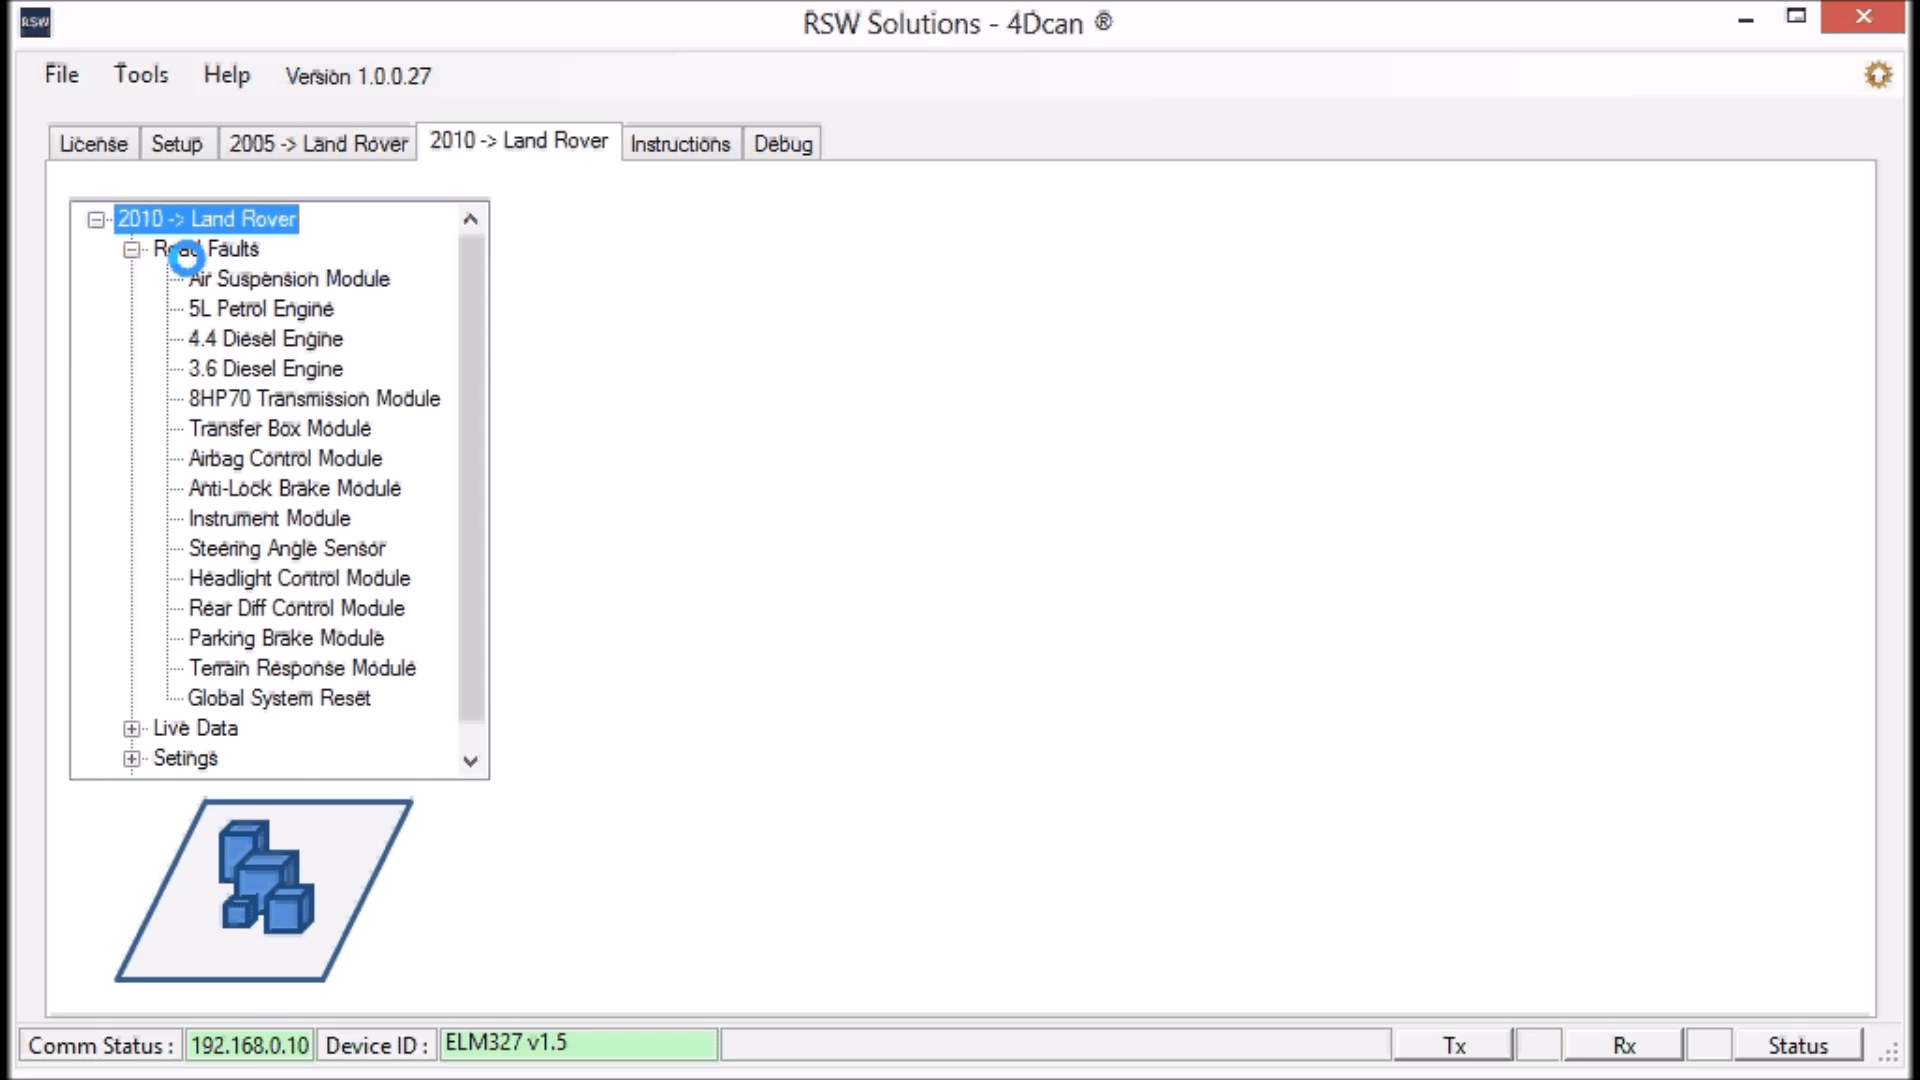 RSW
RSW Solutions - 4Dcan ®
File Tools Help Version 1.0.0.27
License Setup 2005 -> Land Rover 2010 -> Land Rover Instructions Debug
2010 -> Land Rover
Read Faults
Air Suspension Module
5L Petrol Engine
4.4 Diesel Engine
3.6 Diesel Engine
8HP70 Transmission Module
Transfer Box Module
Airbag Control Module
Anti-Lock Brake Module
Instrument Module
Steering Angle Sensor
Headlight Control Module
Rear Diff Control Module
Parking Brake Module
Terrain Response Module
Global System Reset
Live Data
Setings
Comm Status : 192.168.0.10 Device ID : ELM327 v1.5 Tx Rx Status